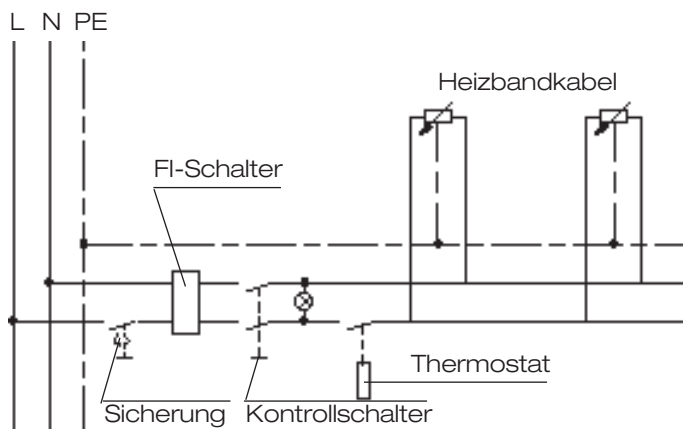 L N PE
Heizbandkabel
FI-Schalter
Thermostat
Sicherung Kontrollschalter